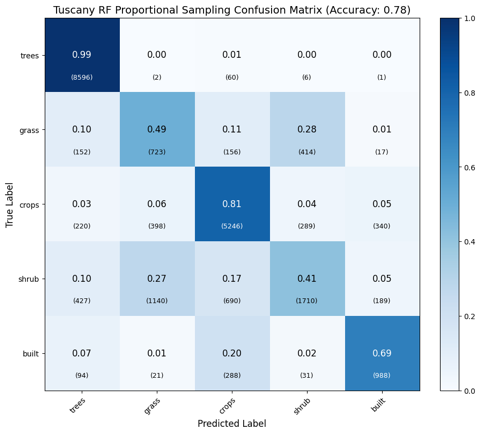 Tuscany RF Proportional Sampling Confusion Matrix (Accuracy: 0.78)
1.0
trees 0.99 0.00 0.01 0.00 0.00
(8596) (2) (60) (6) (1)
0.8
grass 0.10 0.49 0.11 0.28 0.01
(152) (723) (156) (414) (17)
0.6
True Label
crops 0.03 0.06 0.81 0.04 0.05
(220) (398) (5246) (289) (340)
0.4
shrub 0.10 0.27 0.17 0.41 0.05
(427) (1140) (690) (1710) (189)
0.2
built 0.07 0.01 0.20 0.02 0.69
(94) (21) (288) (31) (988)
0.0
trees grass crops shrub built
Predicted Label